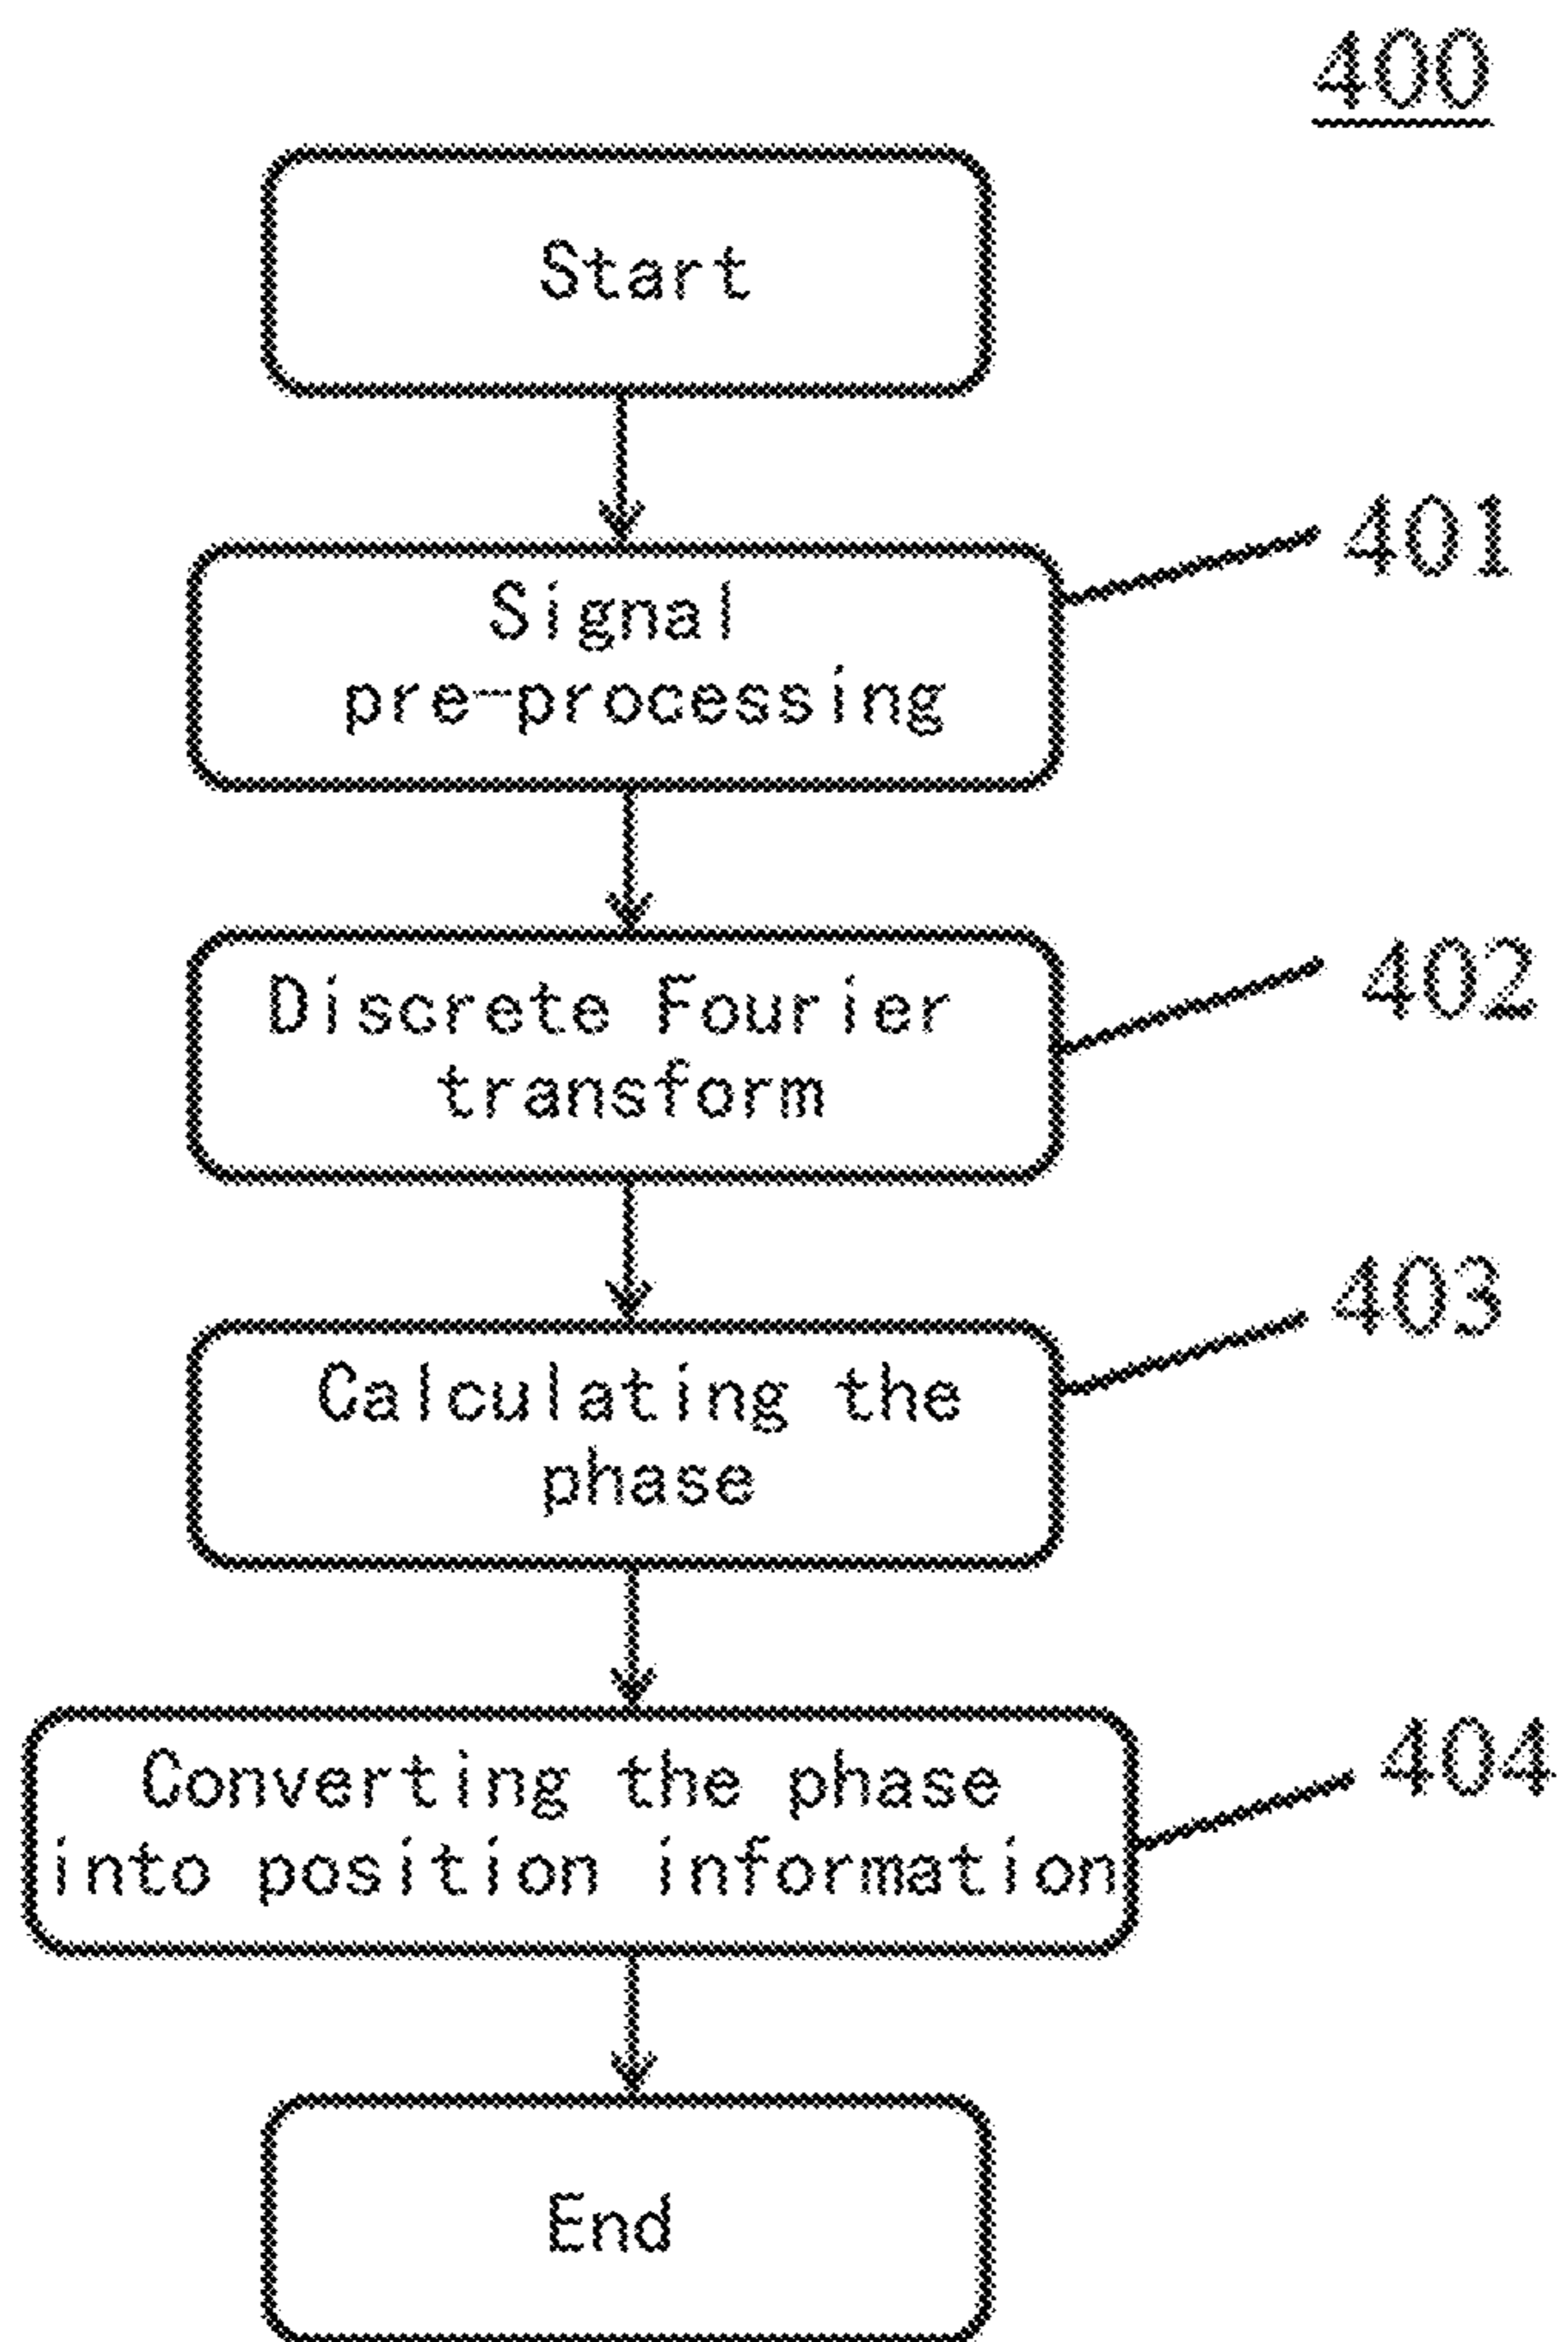 400
Start
401
Signal
pre-processing
402
Discrete Fourier
transform
403
Calculating the
phase
404
Converting the phase
into position information
End